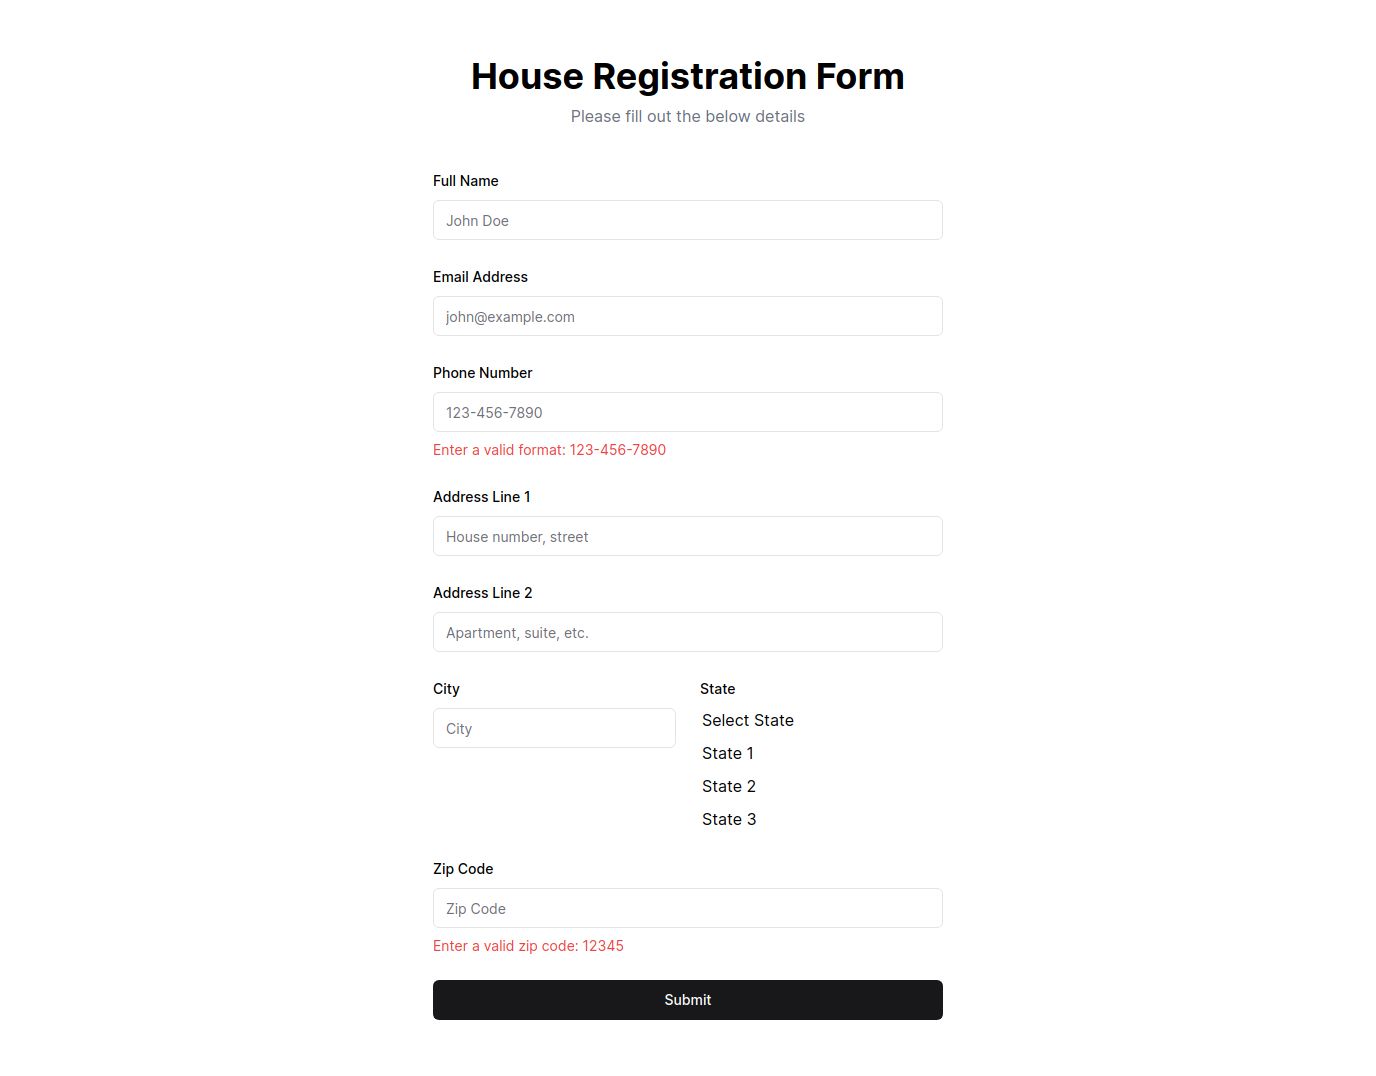 House Registration Form
Please fill out the below details
Full Name
John Doe
Email Address
john@example.com
Phone Number
123-456-7890
Enter a valid format: 123-456-7890
Address Line 1
House number, street
Address Line 2
Apartment, suite, etc.
City
City
State
Select State
State 1
State 2
State 3
Zip Code
Zip Code
Enter a valid zip code: 12345
Submit